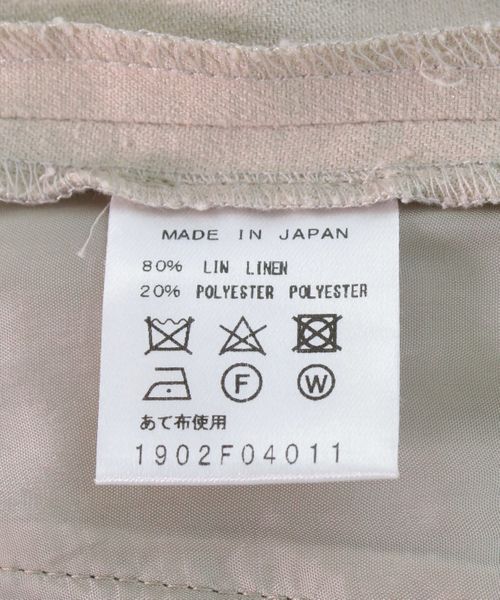 MADE IN JAPAN
80% LIN LINEN
20% POLYESTER POLYESTER
F W
あて布使用
1902F04011